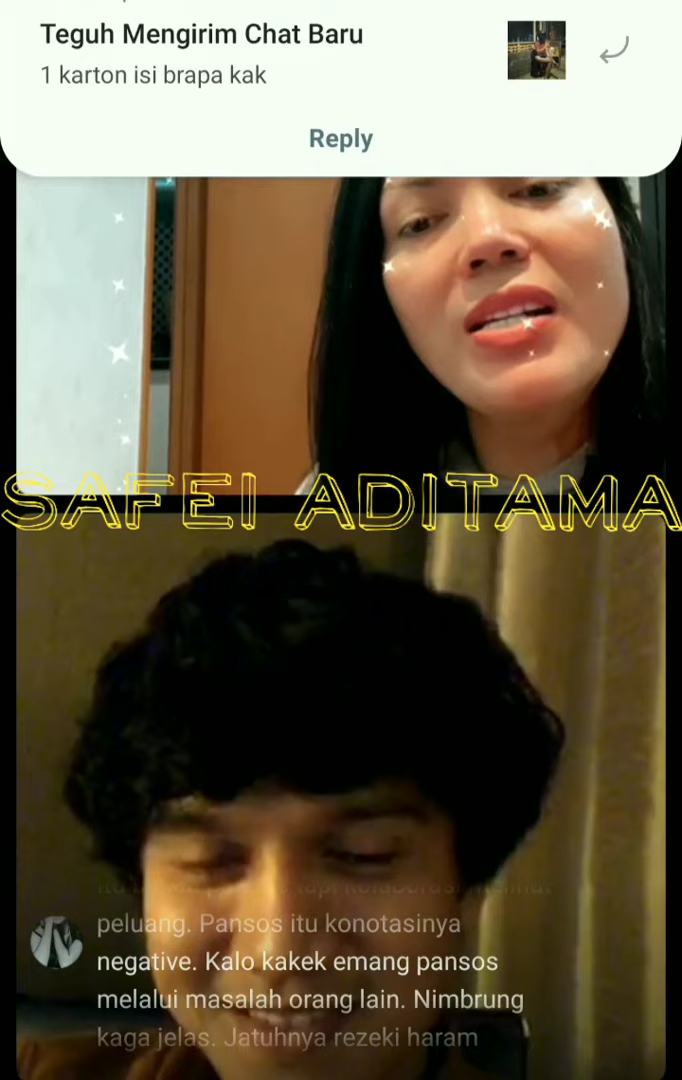 Teguh Mengirim Chat Baru
1 karton isi brapa kak
Reply
SAFEI ADITAMA
peluang. Pansos itu konotasinya
negative. Kalo kakek emang pansos
melalui masalah orang lain. Nimbrung
kaga jelas. Jatuhnya rezeki haram